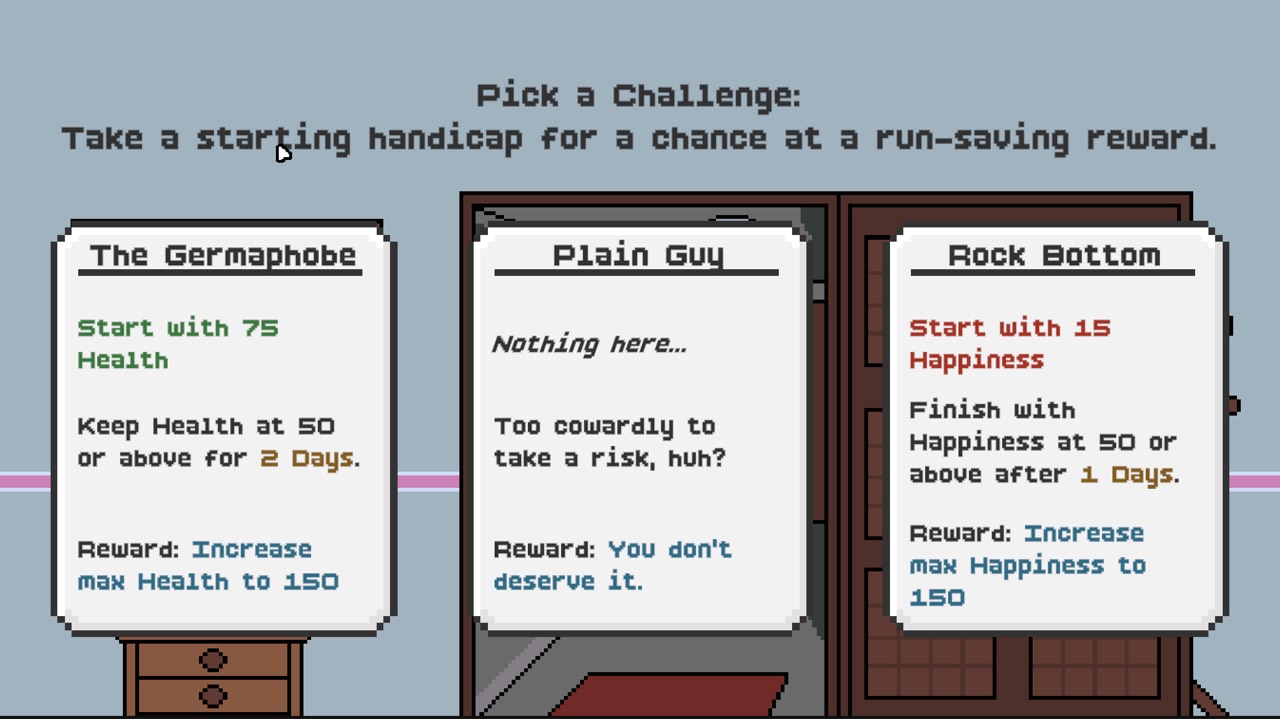 Pick a Challenge:
Take a starting handicap for a chance at a run-saving reward.
The Germaphobe
Start with 75
Health
Keep Health at 50
or above for 2 Days.
Reward: Increase
max Health to 150
Plain Guy
Nothing here...
Too cowardly to
take a risk, huh?
Reward: You don't
deserve it.
Rock Bottom
Start with 15
Happiness
Finish with
Happiness at 50 or
above after 1 Days.
Reward: Increase
max Happiness to
150